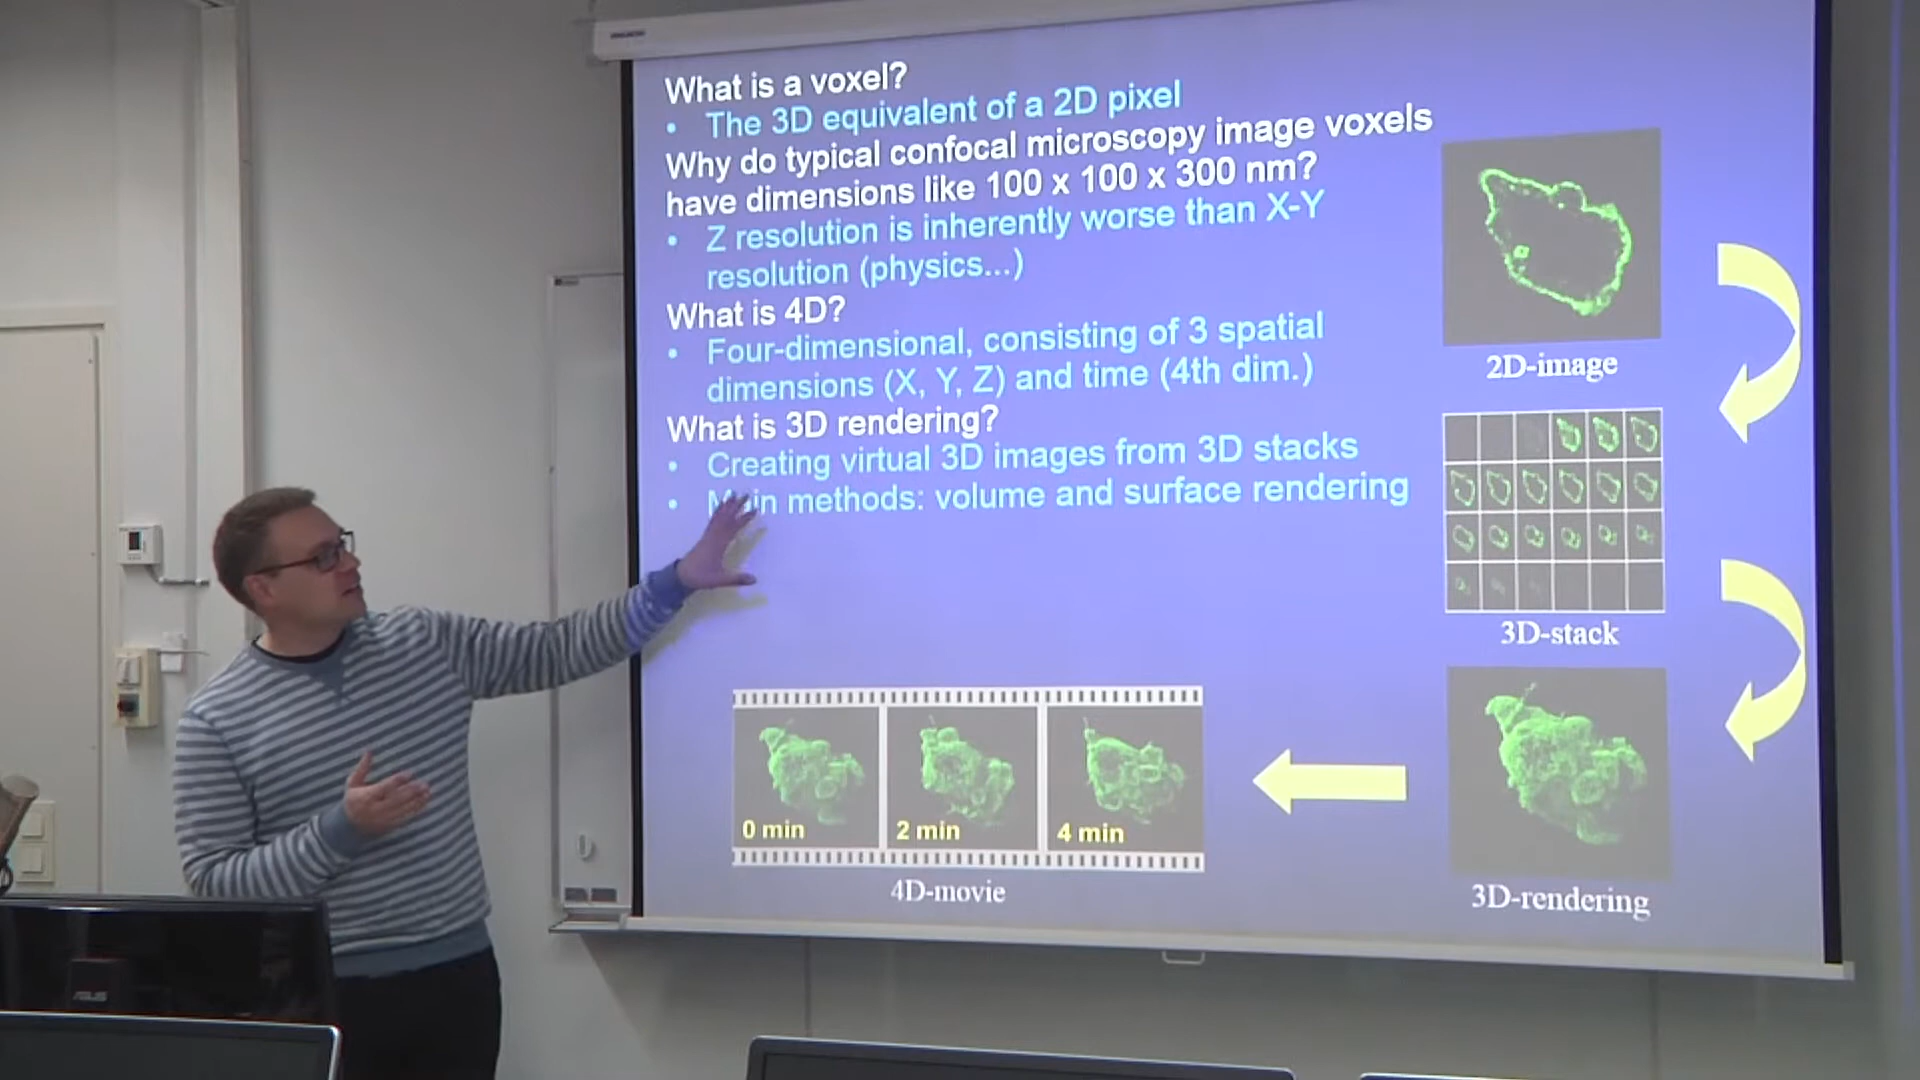 What is a voxel?
• The 3D equivalent of a 2D pixel
Why do typical confocal microscopy image voxels
have dimensions like 100 x 100 x 300 nm?
• Z resolution is inherently worse than X-Y
resolution (physics...)
What is 4D?
• Four-dimensional, consisting of 3 spatial
dimensions (X, Y, Z) and time (4th dim.)
What is 3D rendering?
• Creating virtual 3D images from 3D stacks
• Main methods: volume and surface rendering
2D-image
3D-stack
3D-rendering
0 min
2 min
4 min
4D-movie
ASUS